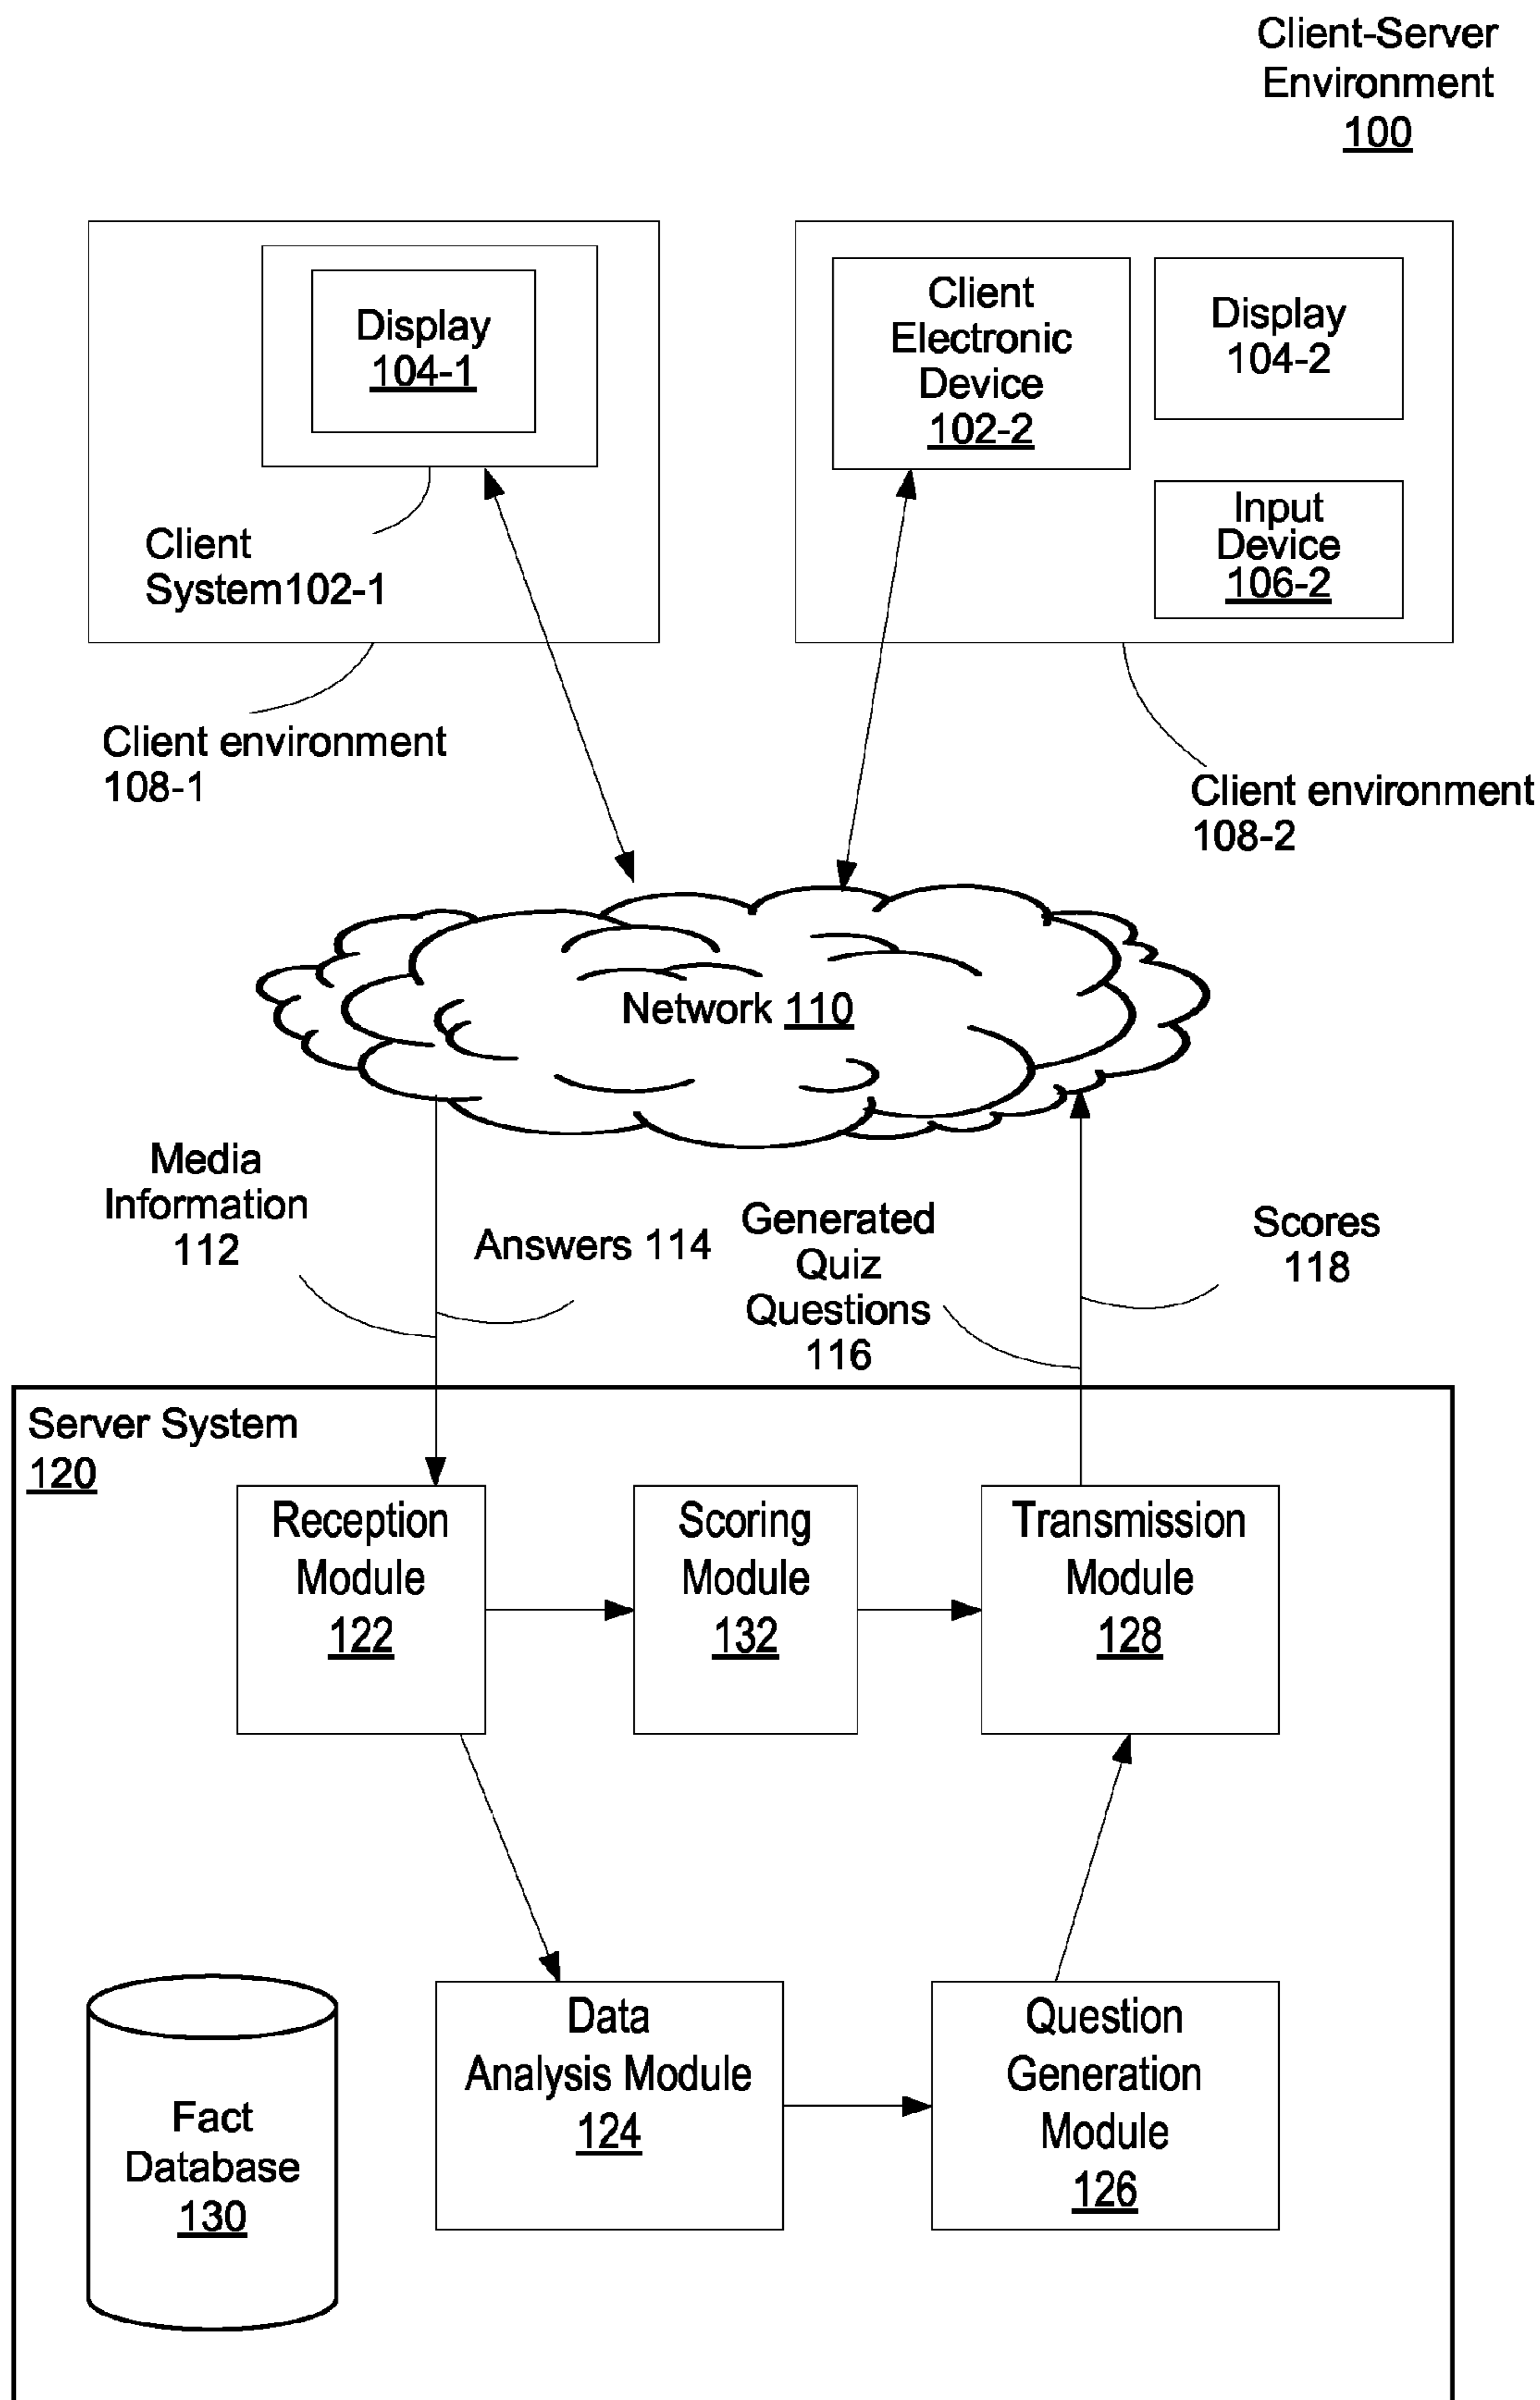 Client-Server
Environment
100
Display
104-1
Client
System102-1
Client environment
108-1
Client
Electronic
Device
102-2
Display
104-2
Input
Device
106-2
Client environment
108-2
Network 110
Media
Information
112
Answers 114
Generated
Quiz
Questions
116
Scores
118
Server System
120
Reception
Module
122
Scoring
Module
132
Transmission
Module
128
Fact
Database
130
Data
Analysis Module
124
Question
Generation
Module
126